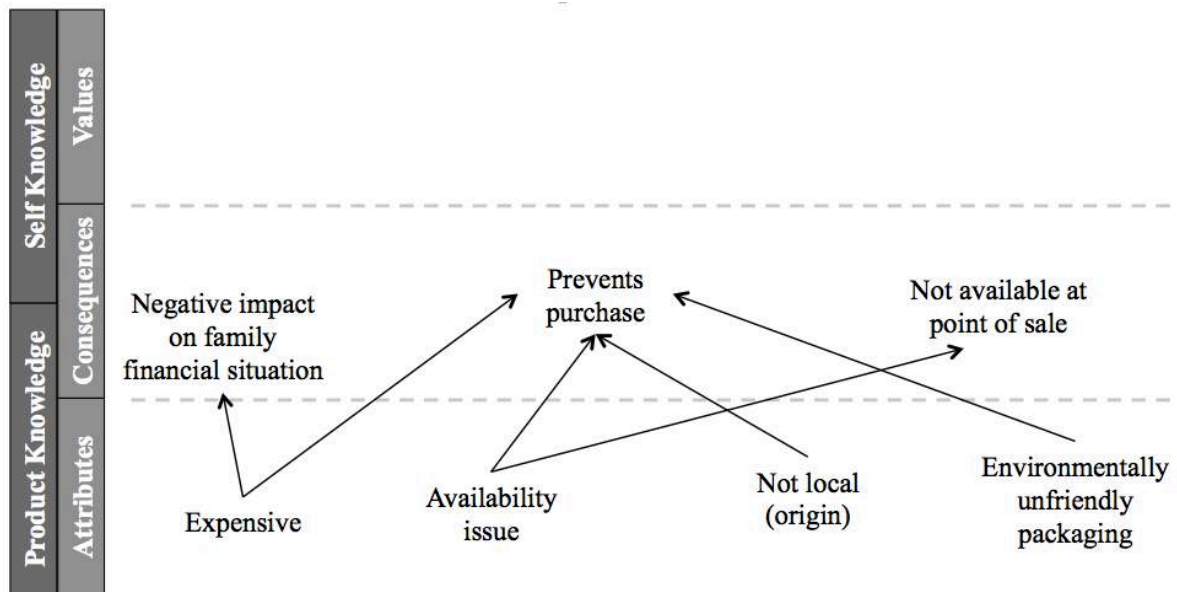 Self Knowledge
Product Knowledge
Values
Consequences
Attributes
Negative impact
on family
financial situation
Prevents
purchase
Not available at
point of sale
Expensive
Availability
issue
Not local
(origin)
Environmentally
unfriendly
packaging